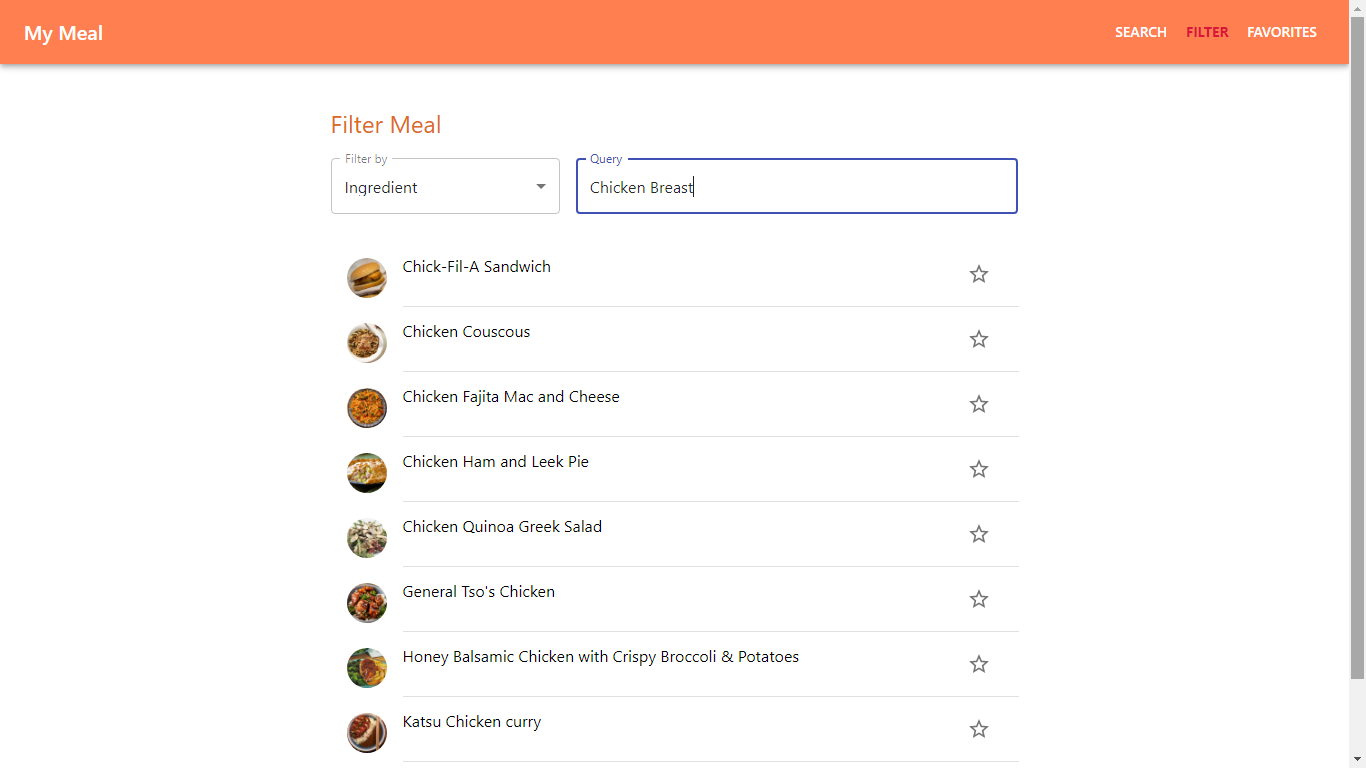 My Meal
SEARCH FILTER FAVORITES
Filter Meal
Filter by
Query
Ingredient
Chicken Breast
Chick-Fil-A Sandwich
Chicken Couscous
Chicken Fajita Mac and Cheese
Chicken Ham and Leek Pie
Chicken Quinoa Greek Salad
General Tso's Chicken
Honey Balsamic Chicken with Crispy Broccoli & Potatoes
Katsu Chicken curry